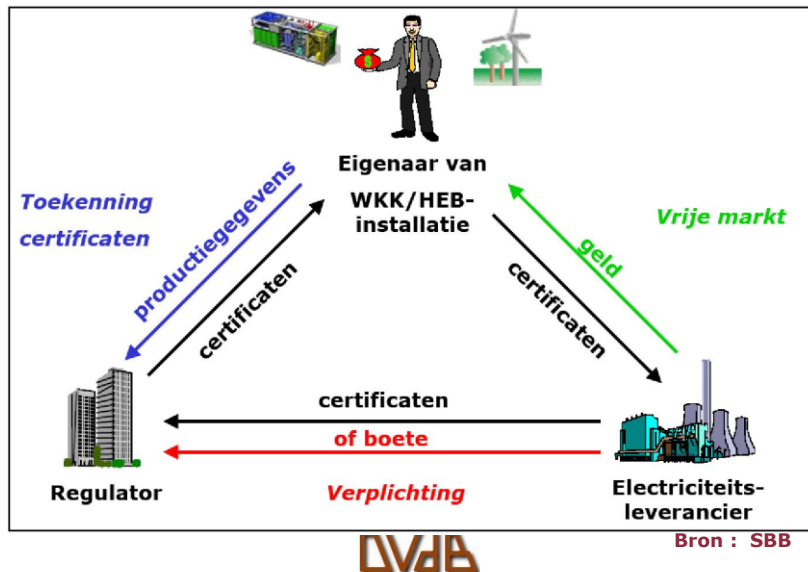 $
Eigenaar van
WKK/HEB-
installatie
Toekenning
certificaten
Vrije markt
productiegegevens
certificaten
geld
certificaten
certificaten
of boete
Regulator
Verplichting
Electriciteits-
leverancier
Bron : SBB
DVdB